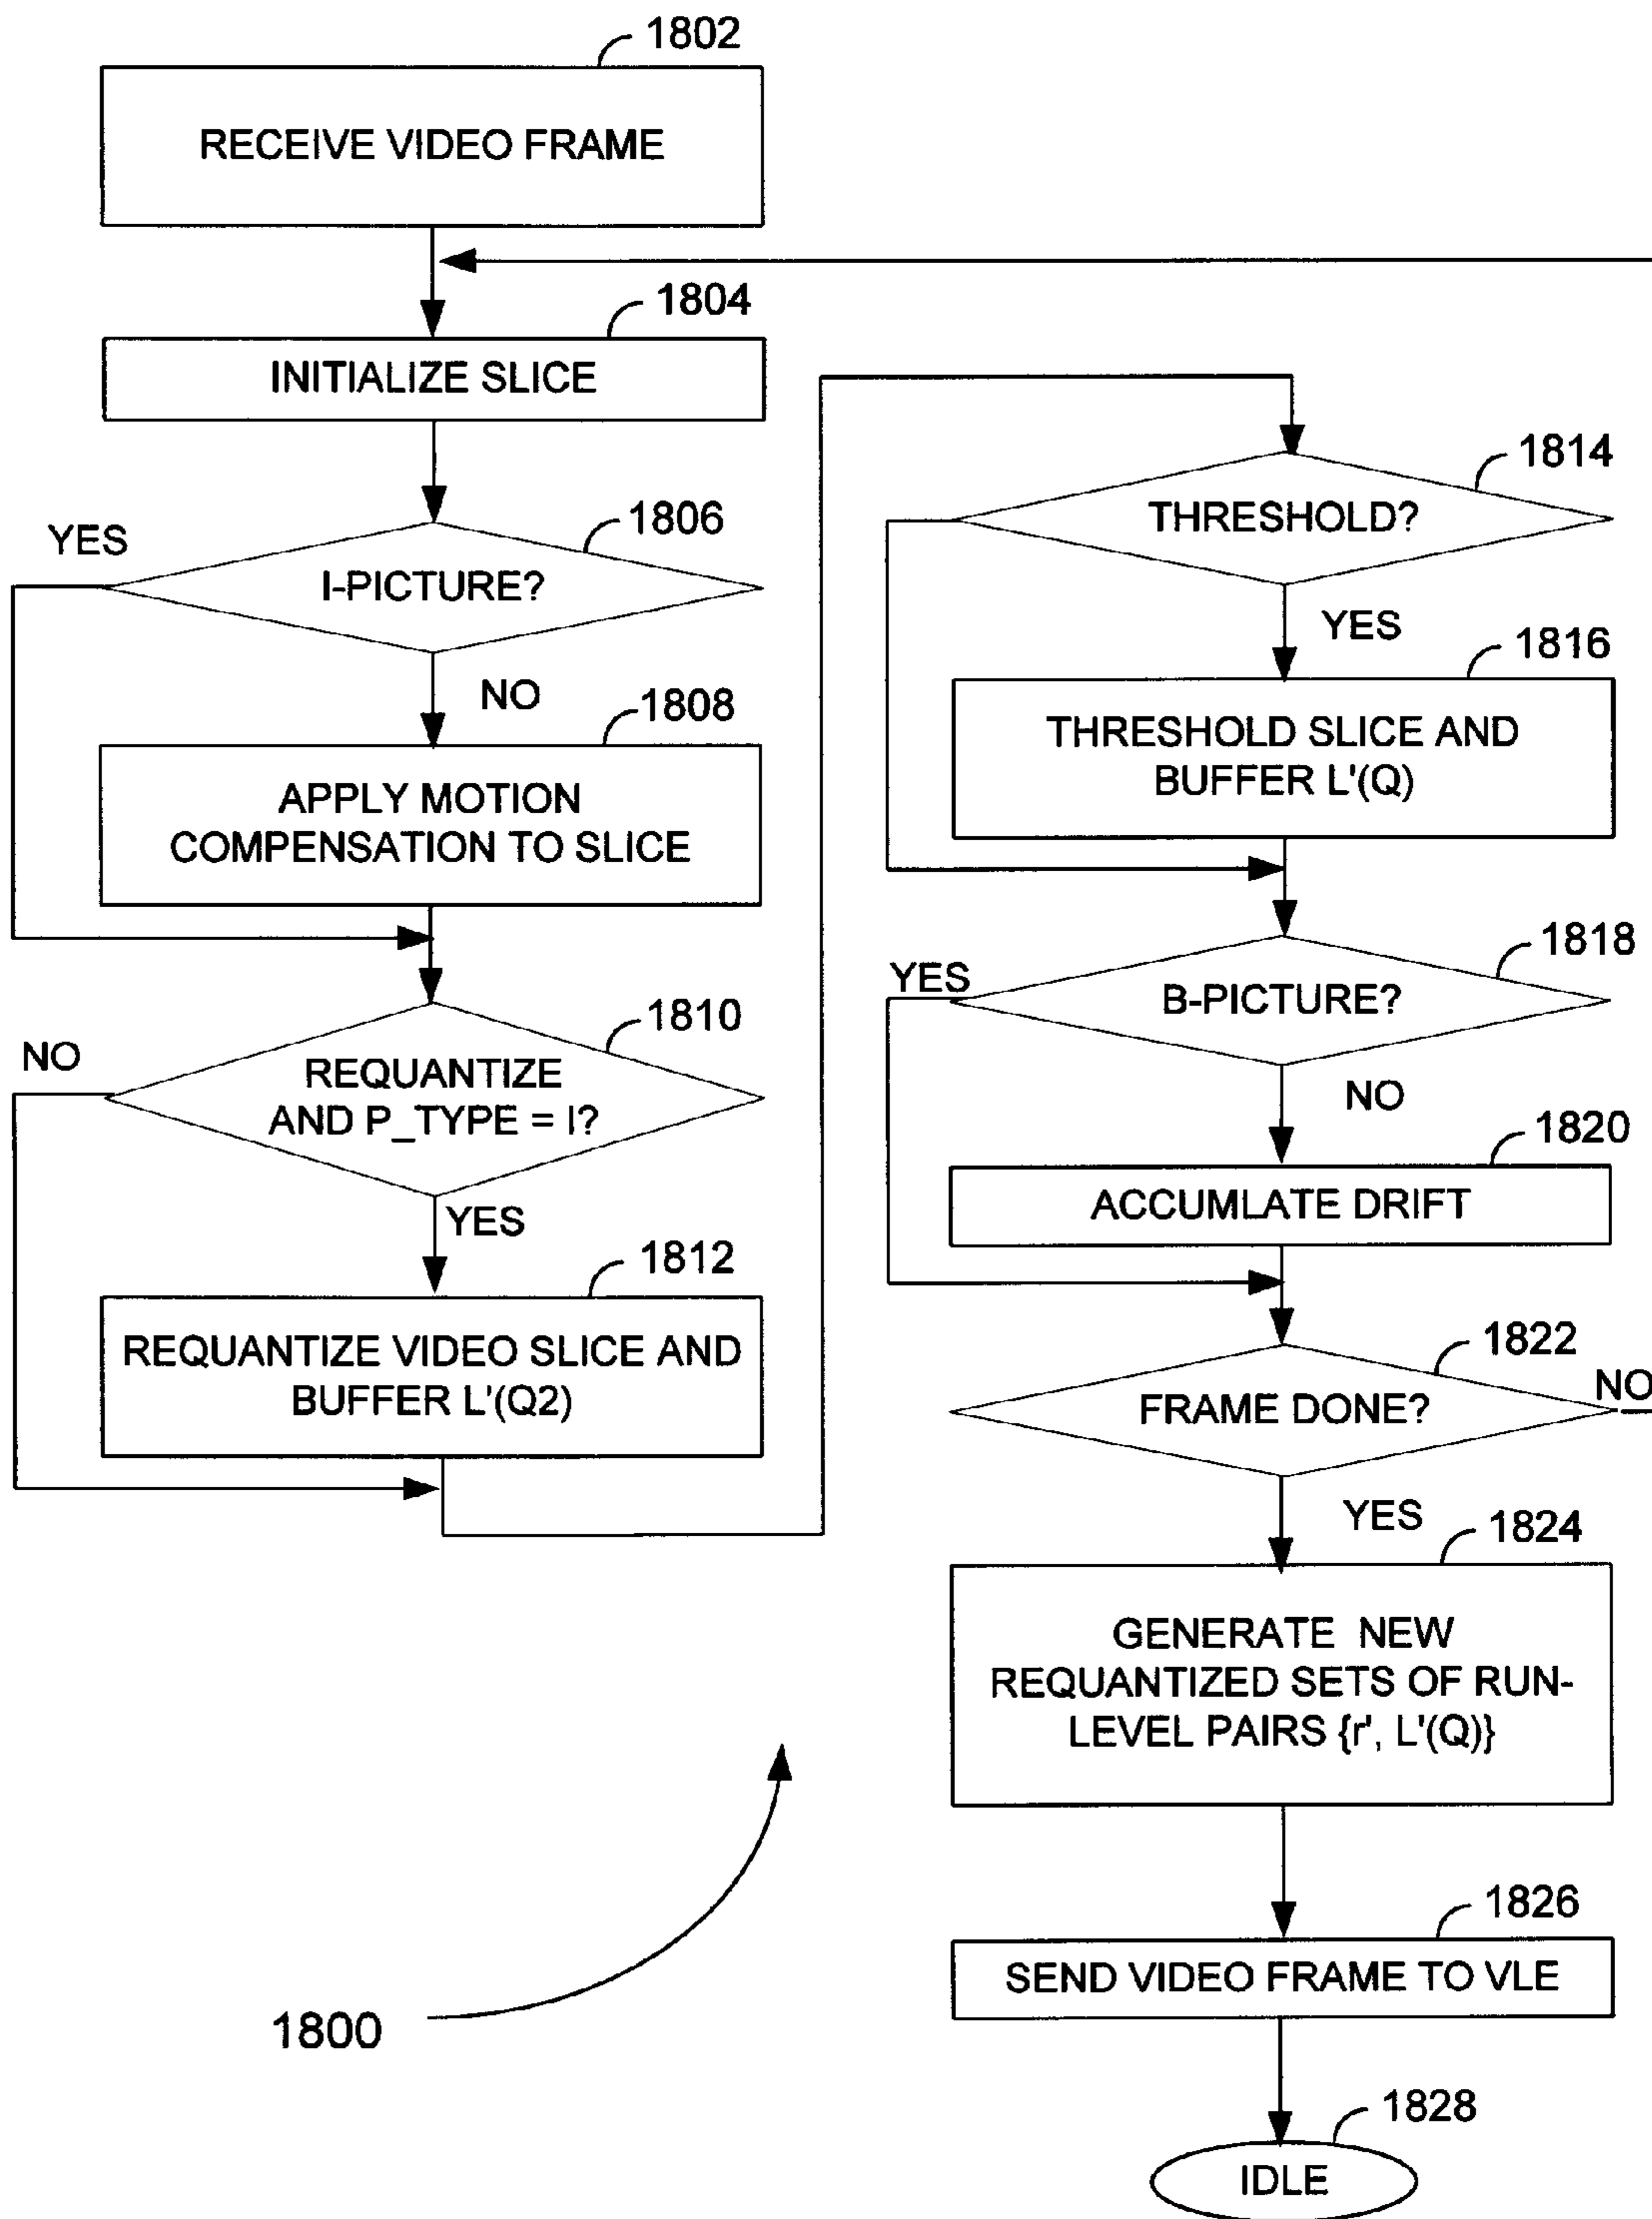 1802
RECEIVE VIDEO FRAME
1804
INITIALIZE SLICE
1806
YES
I-PICTURE?
NO
1808
APPLY MOTION
COMPENSATION TO SLICE
1810
NO
REQUANTIZE
AND P_TYPE = I?
YES
1812
REQUANTIZE VIDEO SLICE AND
BUFFER L'(Q2)
1814
THRESHOLD?
YES
1816
THRESHOLD SLICE AND
BUFFER L'(Q)
1818
YES
B-PICTURE?
NO
1820
ACCUMLATE DRIFT
1822
NO
FRAME DONE?
YES
1824
GENERATE NEW
REQUANTIZED SETS OF RUN-
LEVEL PAIRS {r', L'(Q)}
1826
SEND VIDEO FRAME TO VLE
1828
IDLE
1800